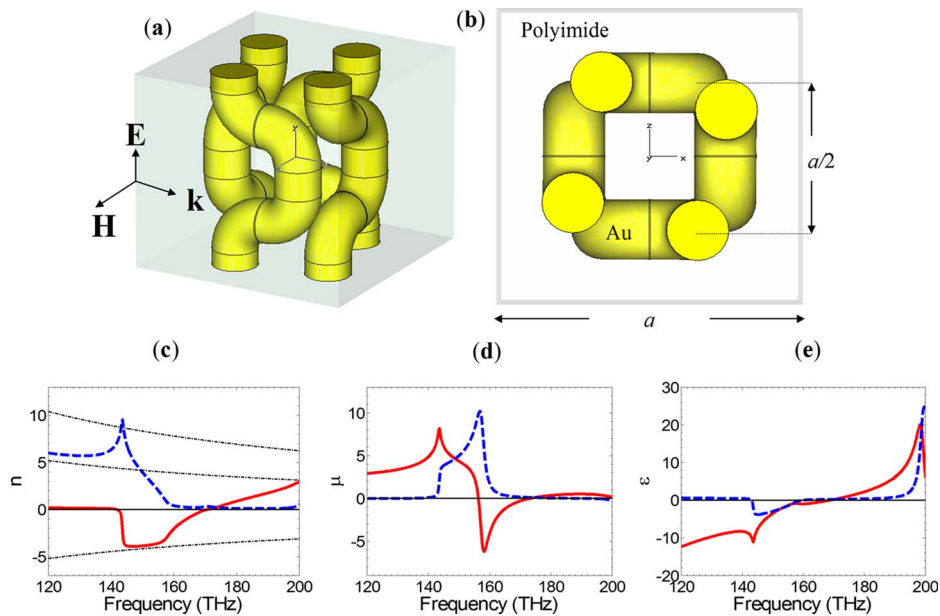 (a)
E
H
k
y
(b)
Polyimide
z
y
x
a/2
Au
a
(c)
n
10
5
0
-5
120 140 160 180 200
Frequency (THz)
(d)
μ
10
5
0
-5
120 140 160 180 200
Frequency (THz)
(e)
ε
30
20
10
0
-10
-20
120 140 160 180 200
Frequency (THz)